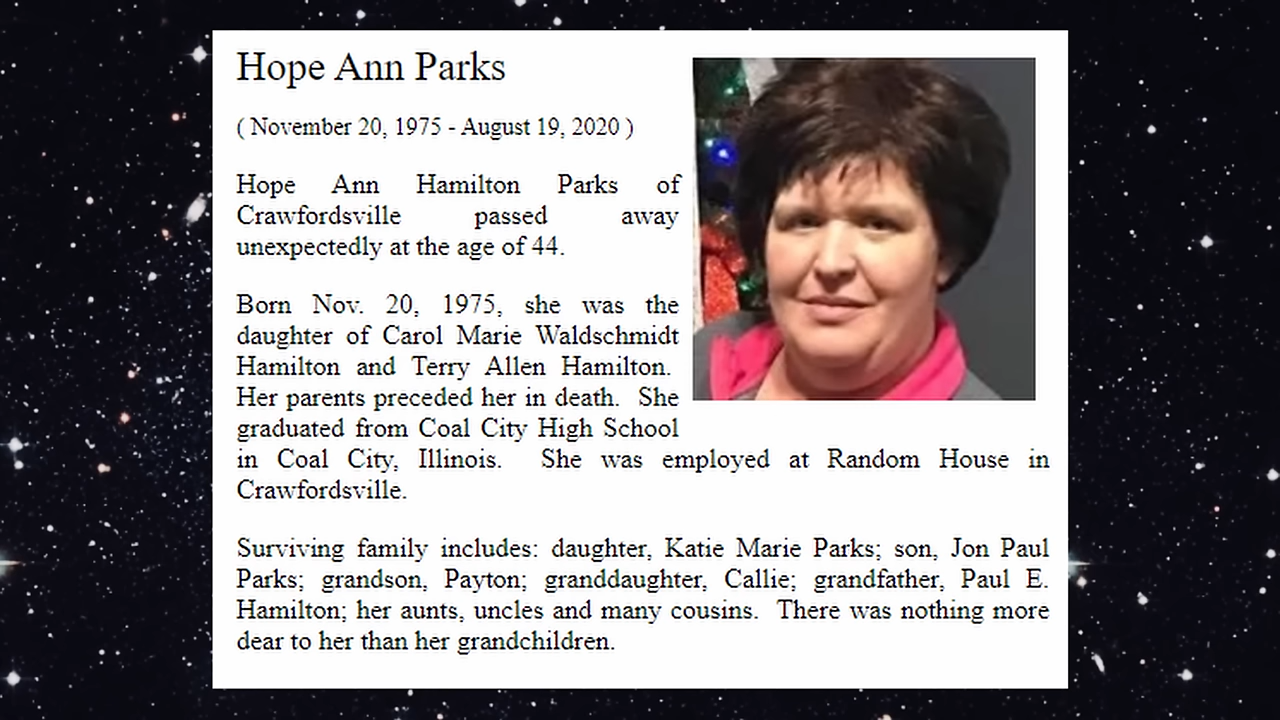 Hope Ann Parks
( November 20, 1975 - August 19, 2020 )
Hope Ann Hamilton Parks of
Crawfordsville passed away
unexpectedly at the age of 44.
Born Nov. 20, 1975, she was the
daughter of Carol Marie Waldschmidt
Hamilton and Terry Allen Hamilton.
Her parents preceded her in death. She
graduated from Coal City High School
in Coal City, Illinois. She was employed at Random House in
Crawfordsville.
Surviving family includes: daughter, Katie Marie Parks; son, Jon Paul
Parks; grandson, Payton; granddaughter, Callie; grandfather, Paul E.
Hamilton; her aunts, uncles and many cousins. There was nothing more
dear to her than her grandchildren.